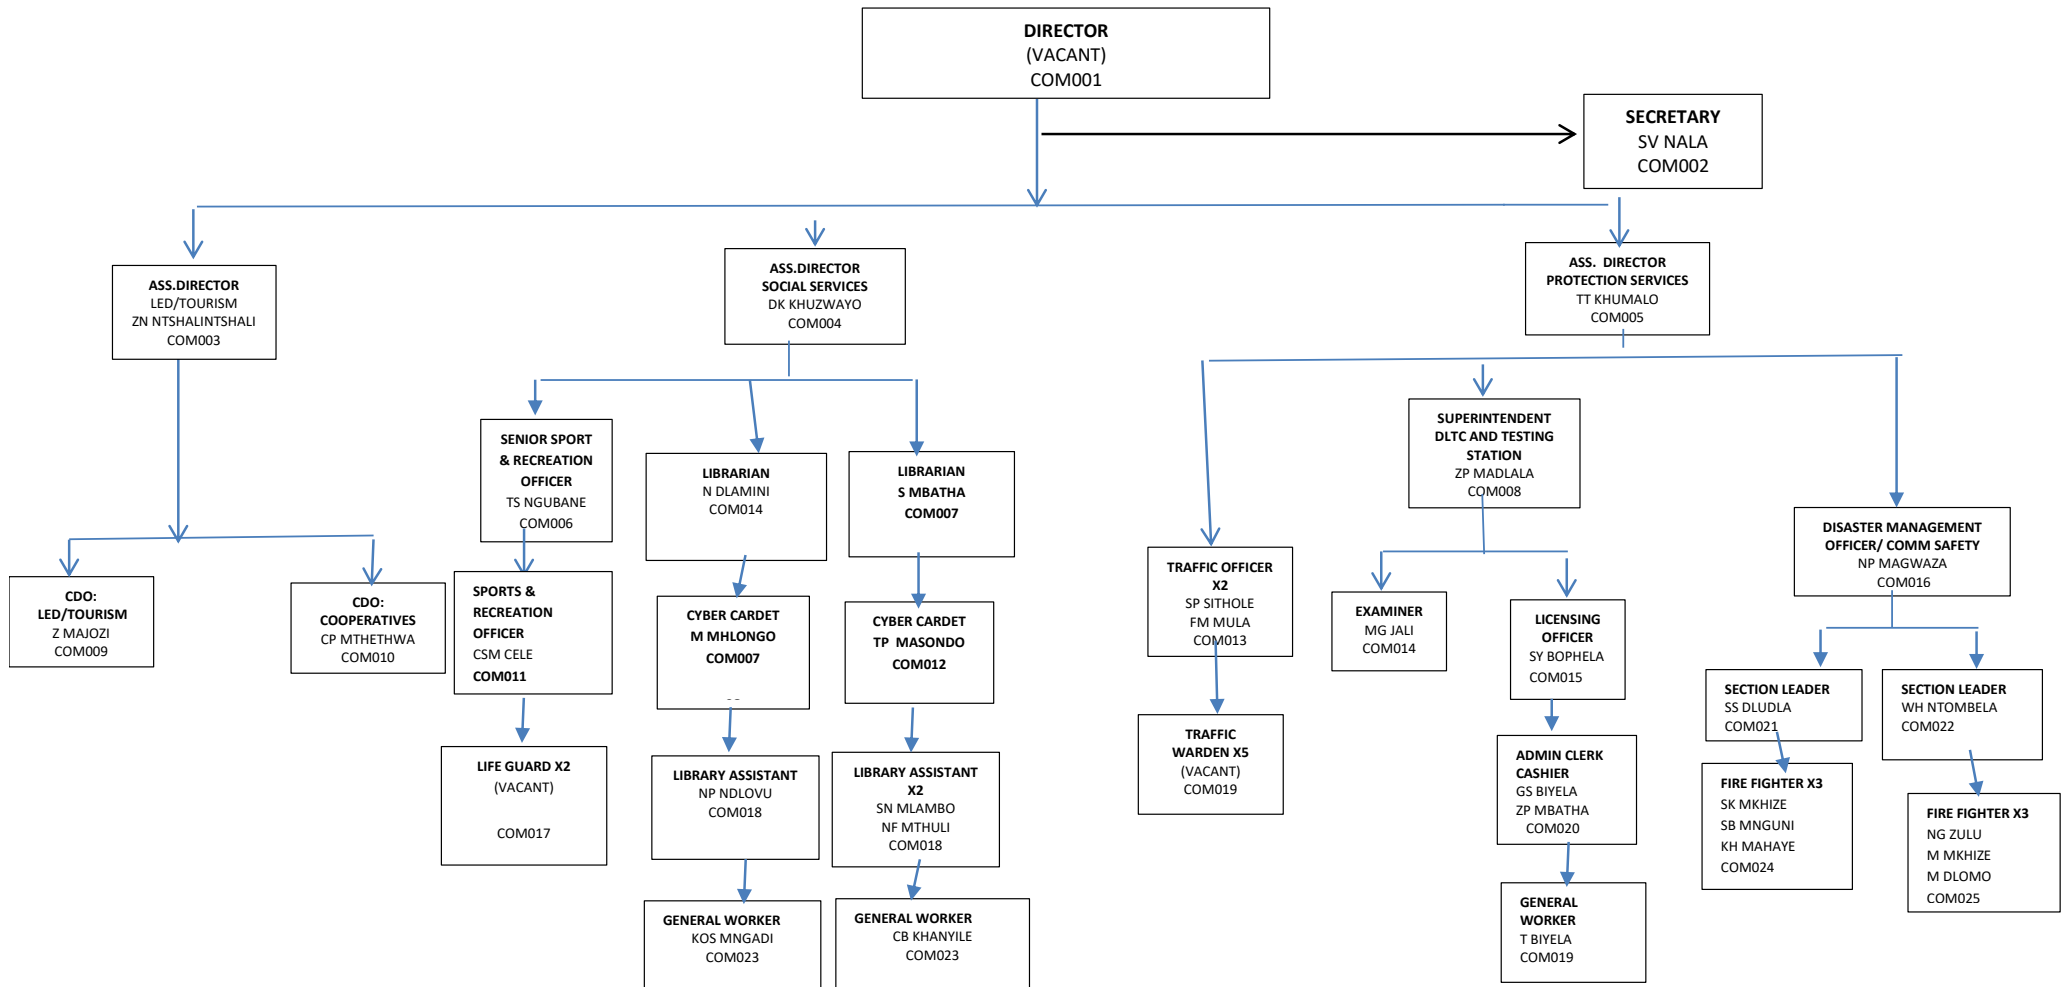 DIRECTOR
(VACANT)
COM001
SECRETARY
SV NALA
COM002
ASS.DIRECTOR
LED/TOURISM
ZN NTSHALINTSHALI
COM003
ASS.DIRECTOR
SOCIAL SERVICES
DK KHUZWAYO
COM004
ASS. DIRECTOR
PROTECTION SERVICES
TT KHUMALO
COM005
SENIOR SPORT
& RECREATION
OFFICER
TS NGUBANE
COM006
LIBRARIAN
N DLAMINI
COM014
LIBRARIAN
S MBATHA
COM007
SUPERINTENDENT
DLTC AND TESTING
STATION
ZP MADLALA
COM008
DISASTER MANAGEMENT
OFFICER/ COMM SAFETY
NP MAGWAZA
COM016
CDO:
LED/TOURISM
Z MAJOZI
COM009
CDO:
COOPERATIVES
CP MTHETHWA
COM010
SPORTS &
RECREATION
OFFICER
CSM CELE
COM011
CYBER CARDET
M MHLONGO
COM007
CYBER CARDET
TP MASONDO
COM012
TRAFFIC OFFICER
X2
SP SITHOLE
FM MULA
COM013
EXAMINER
MG JALI
COM014
LICENSING
OFFICER
SY BOPHELA
COM015
SECTION LEADER
SS DLUDLA
COM021
SECTION LEADER
WH NTOMBELA
COM022
LIFE GUARD X2
(VACANT)
COM017
LIBRARY ASSISTANT
NP NDLOVU
COM018
LIBRARY ASSISTANT
X2
SN MLAMBO
NF MTHULI
COM018
TRAFFIC
WARDEN X5
(VACANT)
COM019
ADMIN CLERK
CASHIER
GS BIYELA
ZP MBATHA
COM020
FIRE FIGHTER X3
SK MKHIZE
SB MNGUNI
KH MAHAYE
COM024
FIRE FIGHTER X3
NG ZULU
M MKHIZE
M DLOMO
COM025
GENERAL WORKER
KOS MNGADI
COM023
GENERAL WORKER
CB KHANYILE
COM023
GENERAL
WORKER
T BIYELA
COM019